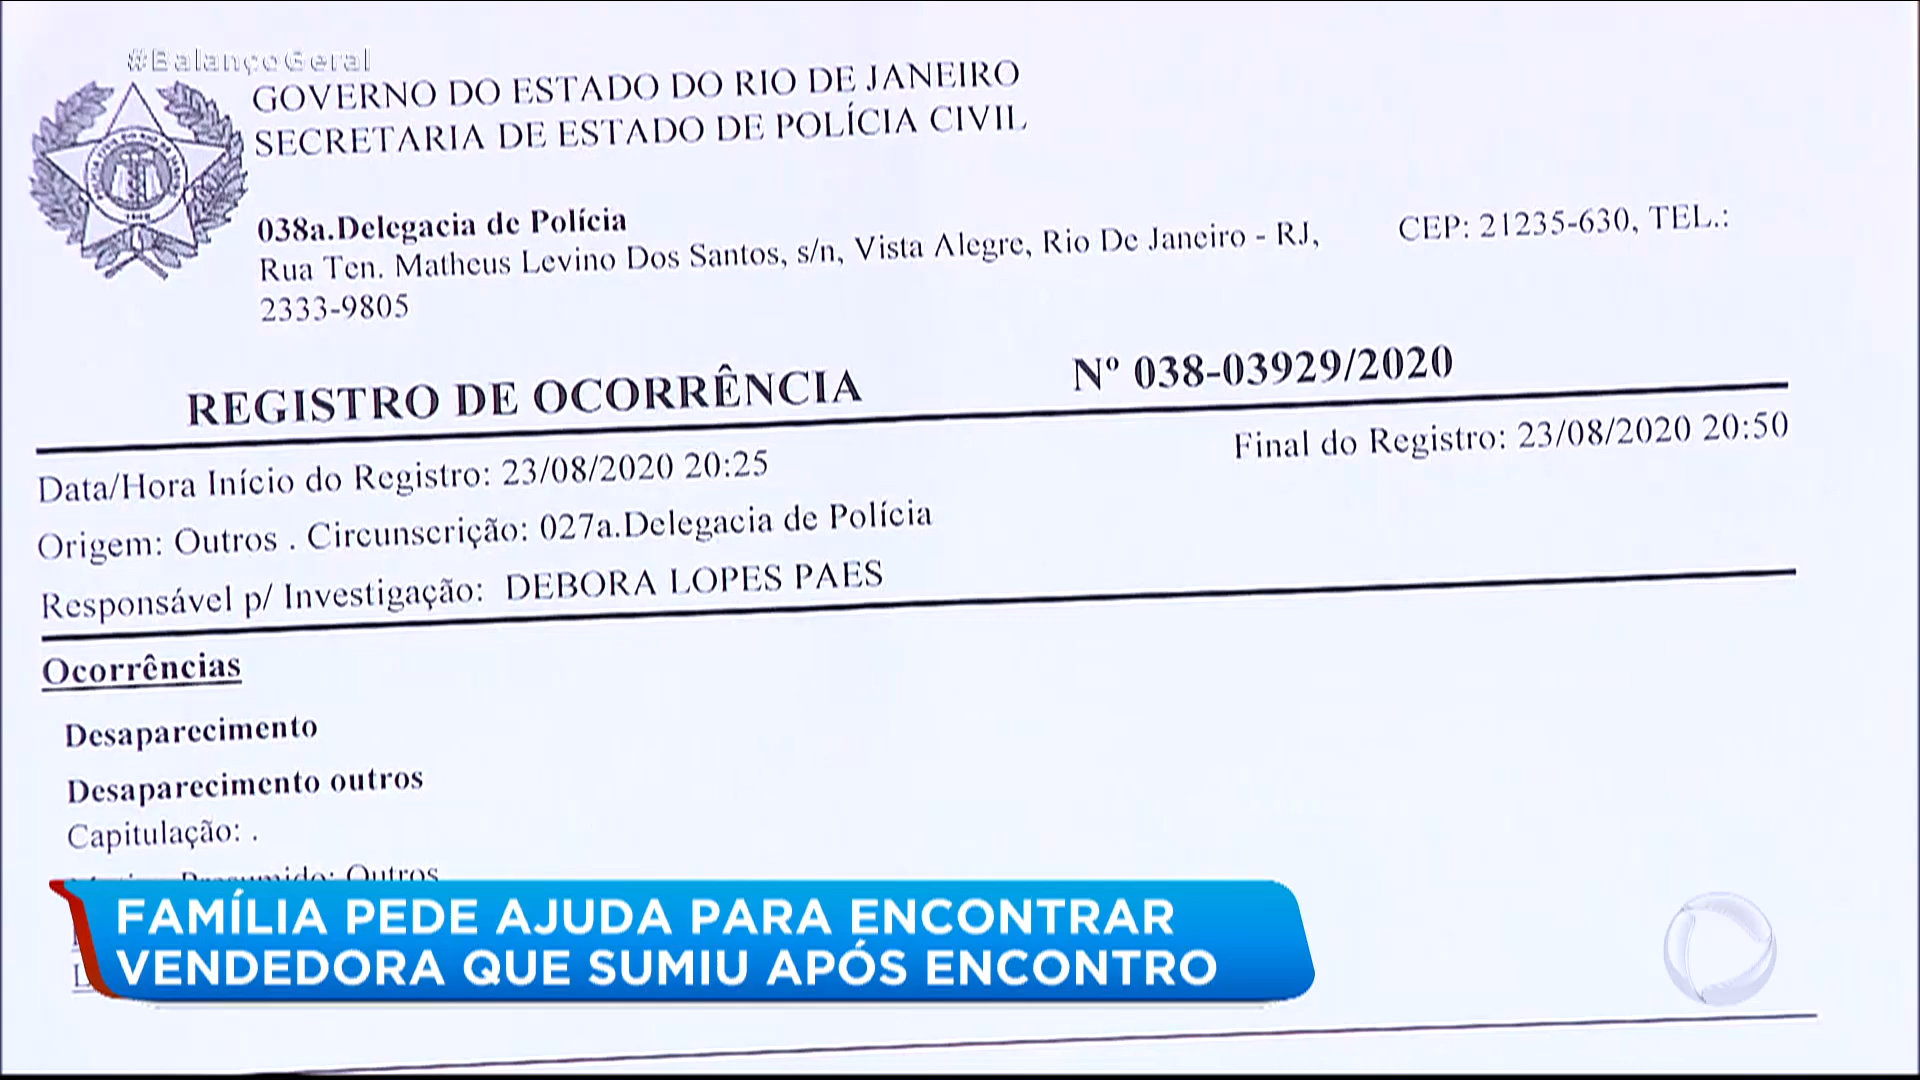 #BalançoGeral
GOVERNO DO ESTADO DO RIO DE JANEIRO
SECRETARIA DE ESTADO DE POLÍCIA CIVIL
038a.Delegacia de Polícia
Rua Ten. Matheus Levino Dos Santos, s/n, Vista Alegre, Rio De Janeiro - RJ, CEP: 21235-630, TEL.:
2333-9805
REGISTRO DE OCORRÊNCIA Nº 038-03929/2020
Data/Hora Início do Registro: 23/08/2020 20:25 Final do Registro: 23/08/2020 20:50
Origem: Outros . Circunscrição: 027a.Delegacia de Polícia
Responsável p/ Investigação: DEBORA LOPES PAES
Ocorrências
Desaparecimento
Desaparecimento outros
Capitulação: .
Presumido: Outros
FAMÍLIA PEDE AJUDA PARA ENCONTRAR
VENDEDORA QUE SUMIU APÓS ENCONTRO